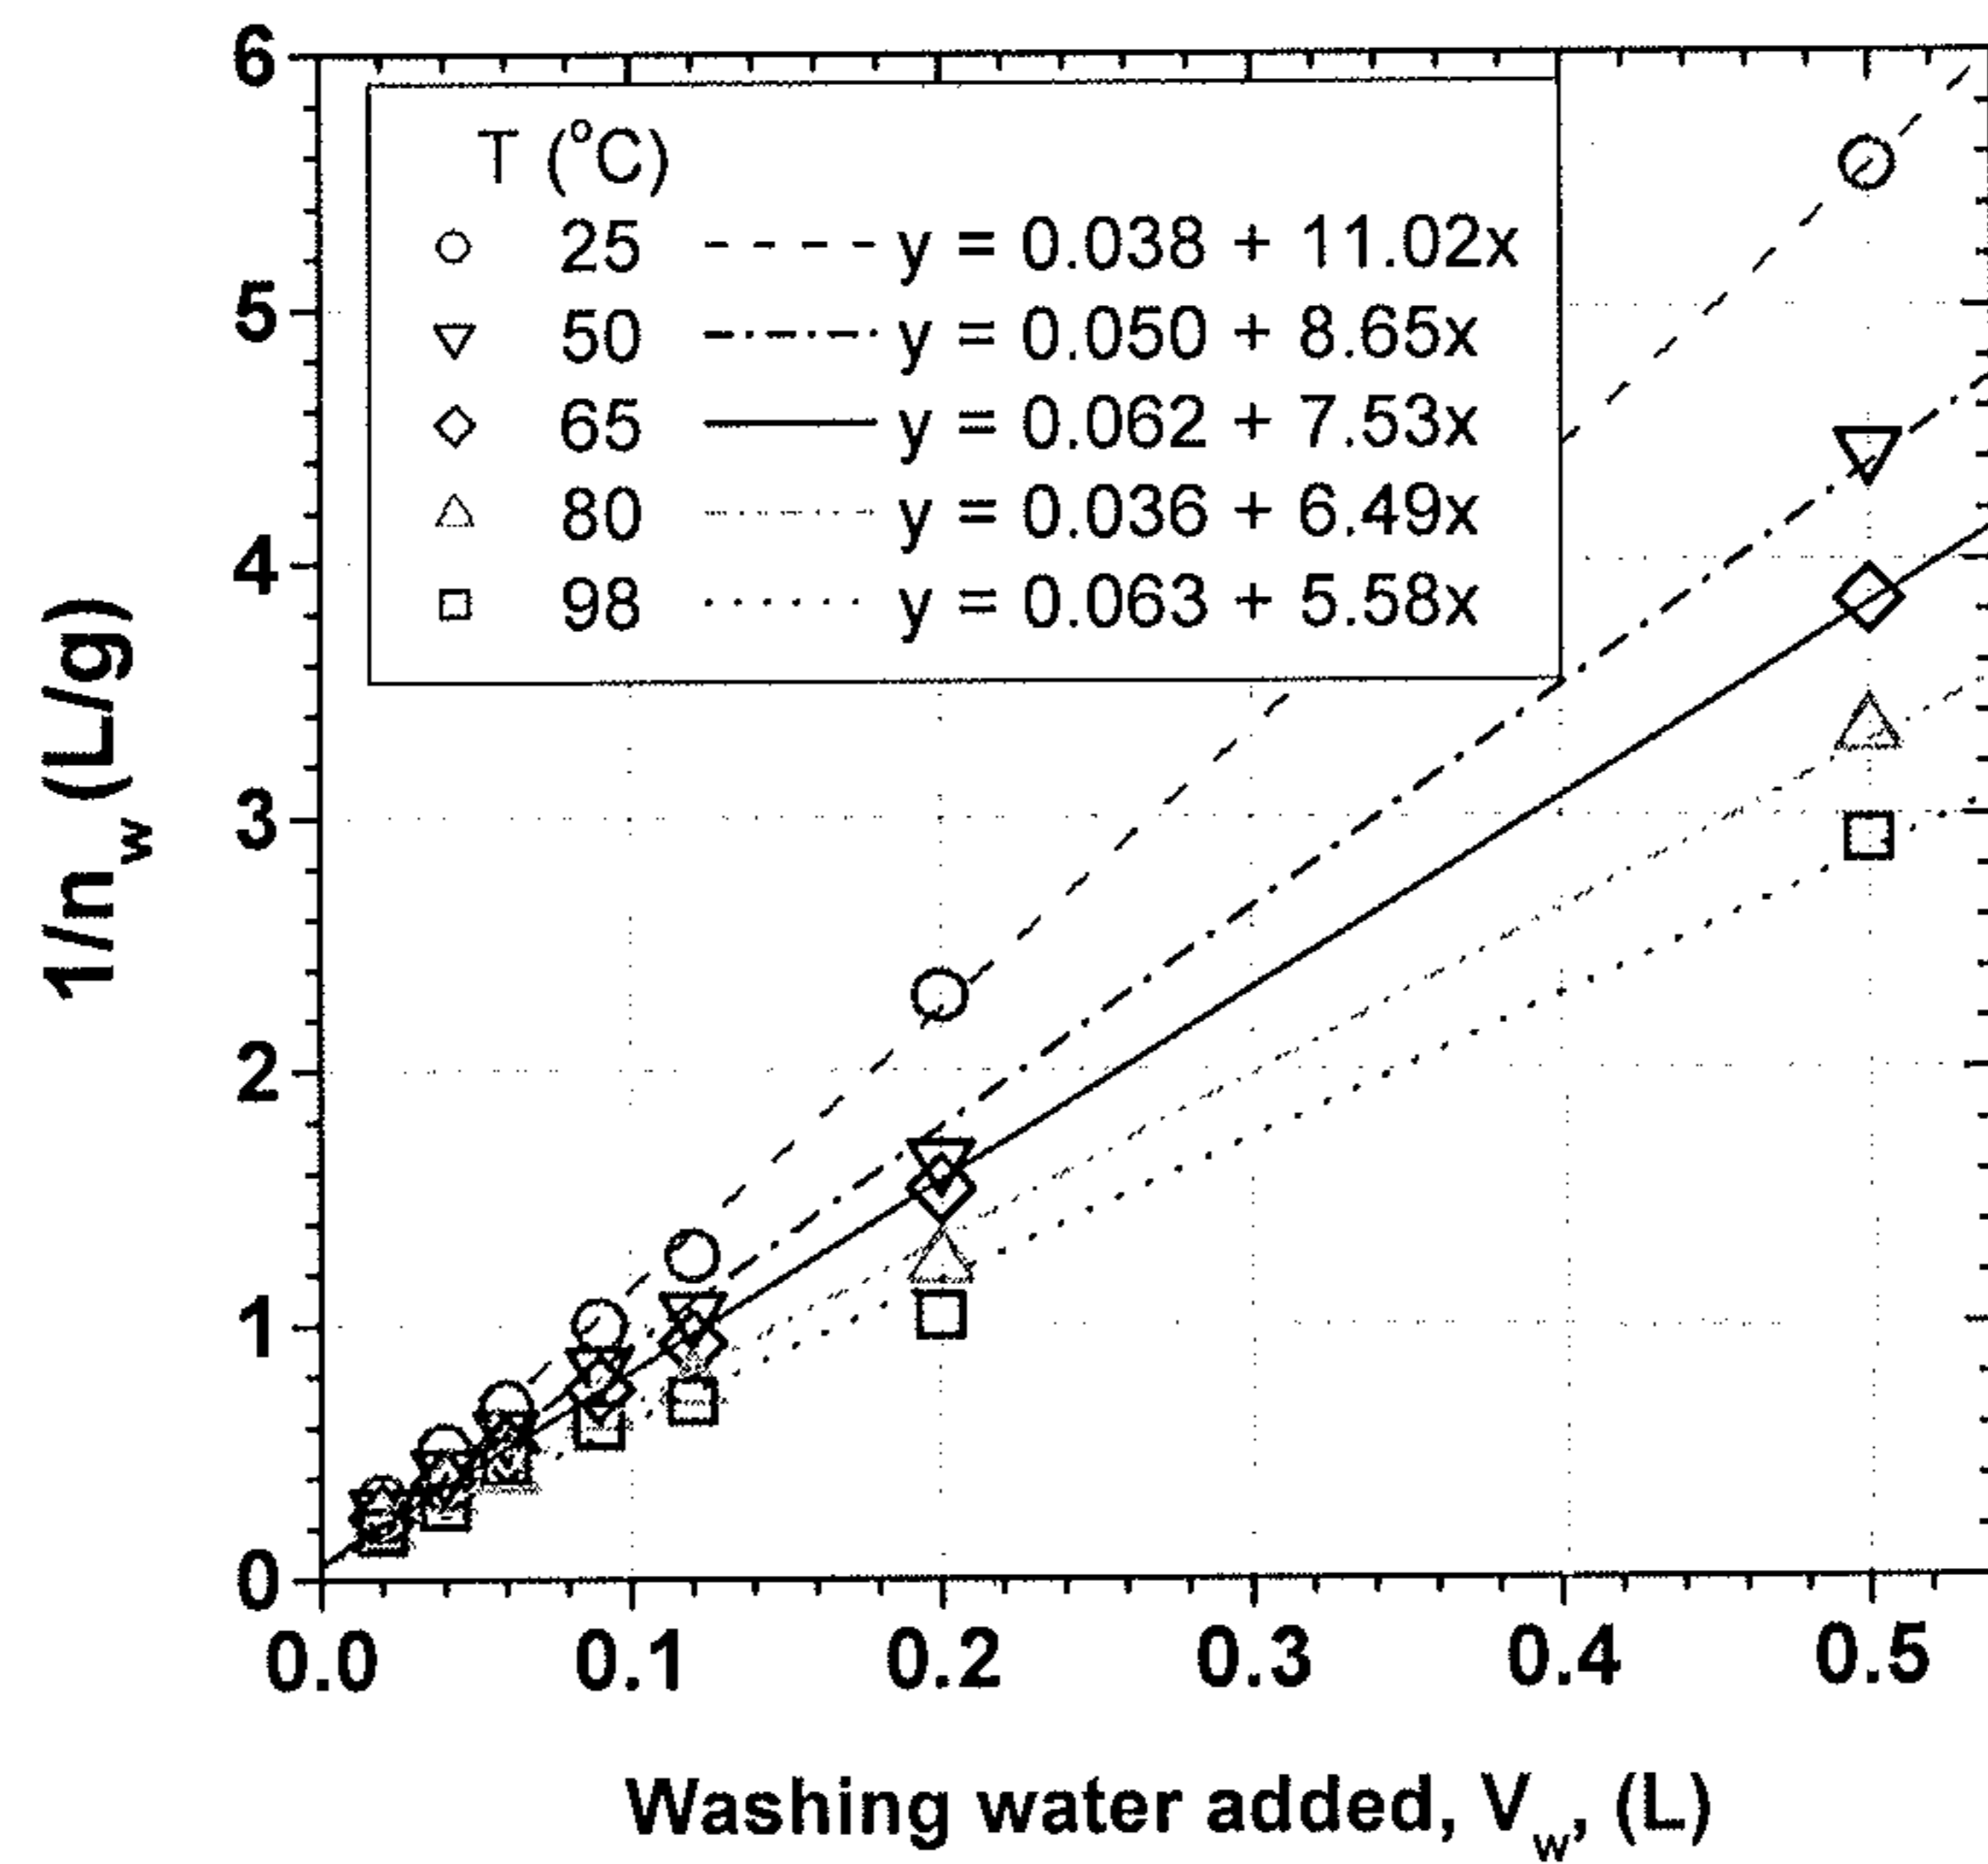 6
5
4
3
2
1
0
1/n_w (L/g)
T (°C)
25 y = 0.038 + 11.02x
50 y = 0.050 + 8.65x
65 y = 0.062 + 7.53x
80 y = 0.036 + 6.49x
98 y = 0.063 + 5.58x
0.0 0.1 0.2 0.3 0.4 0.5
Washing water added, V_w, (L)